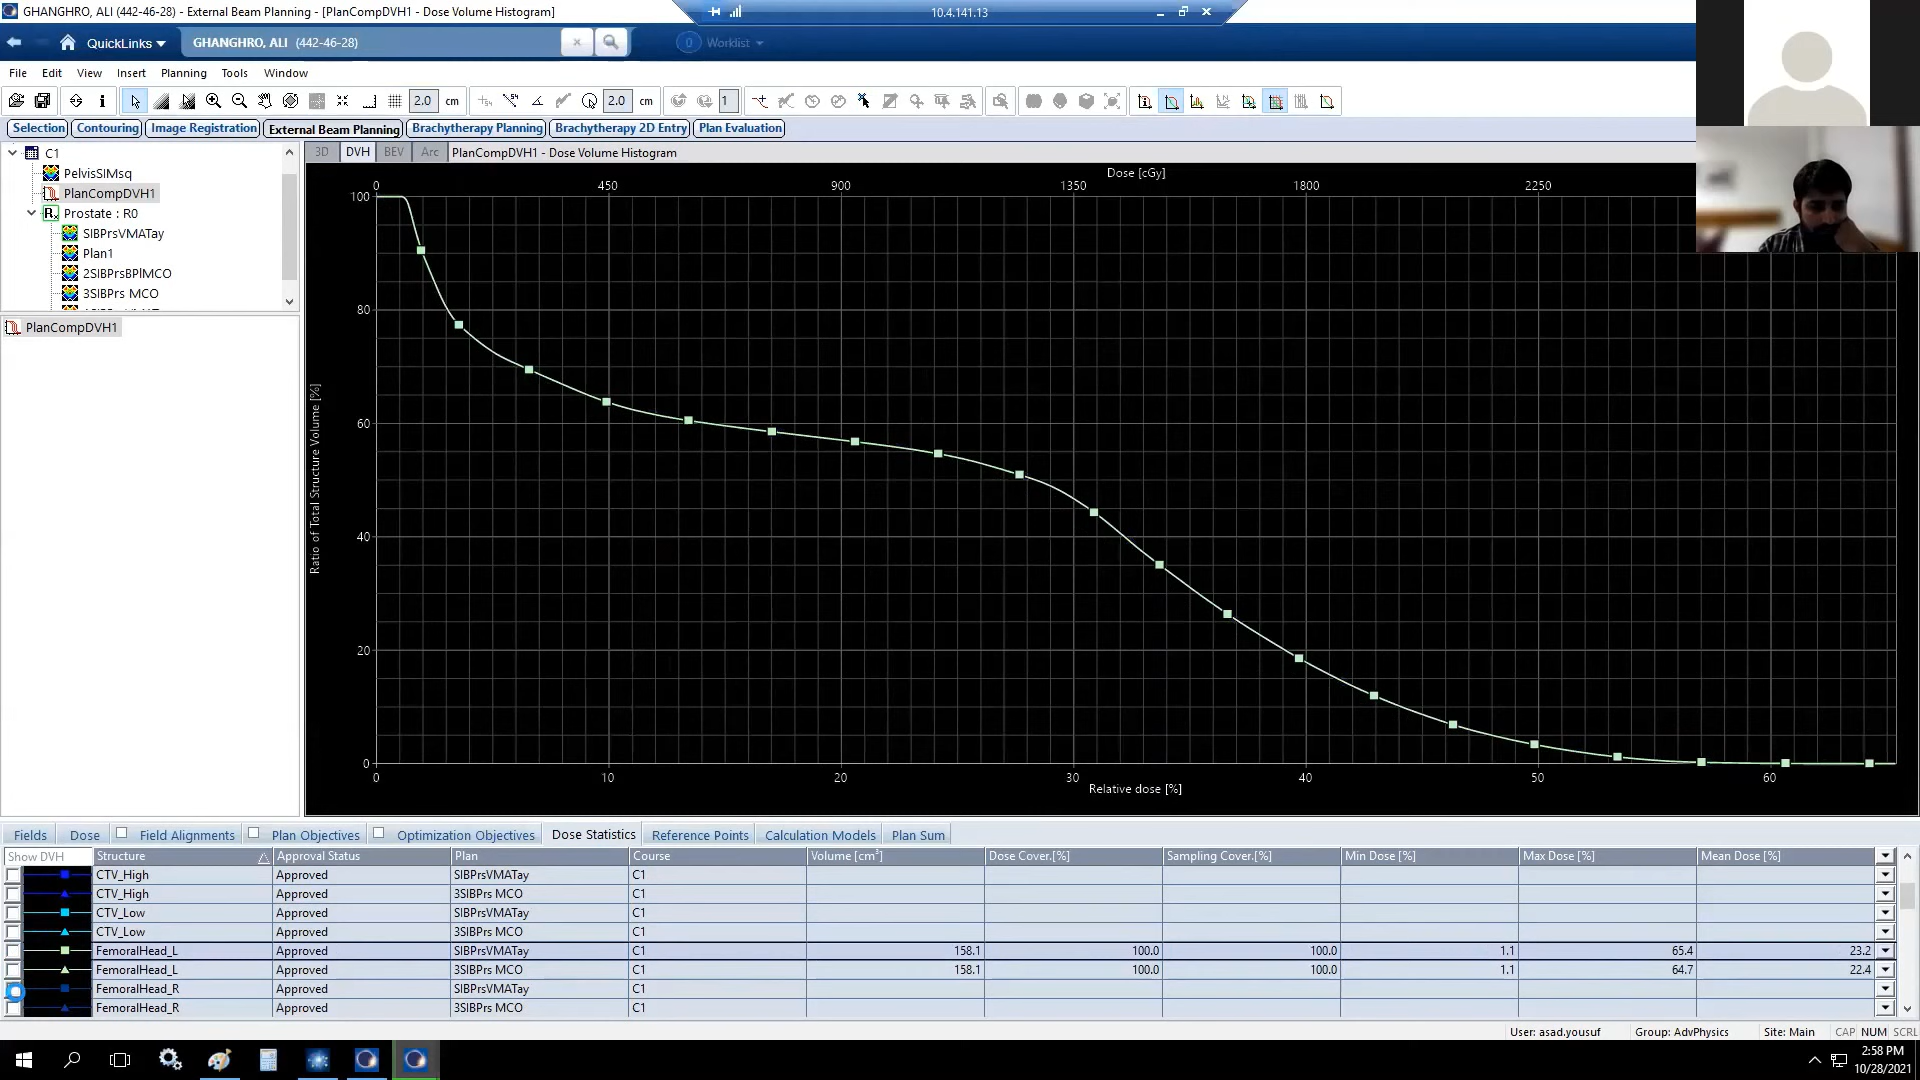 GHANGHRO, ALI (442-46-28) - External Beam Planning - [PlanCompDVH1 - Dose Volume Histogram]
10.4.141.13
QuickLinks
GHANGHRO, ALI (442-46-28)
0 Worklist
File Edit View Insert Planning Tools Window
2.0 cm 2.0 cm 1
Selection Contouring Image Registration External Beam Planning Brachytherapy Planning Brachytherapy 2D Entry Plan Evaluation
C1
PelvisSIMsq
PlanCompDVH1
Prostate : R0
SIBPrsVMATay
Plan1
2SIBPrsBPlMCO
3SIBPrs MCO
PlanCompDVH1
3D DVH BEV Arc PlanCompDVH1 - Dose Volume Histogram
Dose [cGy]
0 450 900 1350 1800 2250
100
80
60
40
20
0
Ratio of Total Structure Volume [%]
0 10 20 30 40 50 60
Relative dose [%]
Fields Dose Field Alignments Plan Objectives Optimization Objectives Dose Statistics Reference Points Calculation Models Plan Sum
Show DVH Structure Approval Status Plan Course Volume [cm³] Dose Cover.[%] Sampling Cover.[%] Min Dose [%] Max Dose [%] Mean Dose [%]
CTV_High Approved SIBPrsVMATay C1
CTV_High Approved 3SIBPrs MCO C1
CTV_Low Approved SIBPrsVMATay C1
CTV_Low Approved 3SIBPrs MCO C1
FemoralHead_L Approved SIBPrsVMATay C1 158.1 100.0 100.0 1.1 65.4 23.2
FemoralHead_L Approved 3SIBPrs MCO C1 158.1 100.0 100.0 1.1 64.7 22.4
FemoralHead_R Approved SIBPrsVMATay C1
FemoralHead_R Approved 3SIBPrs MCO C1
User: asad.yousuf Group: AdvPhysics Site: Main CAP NUM SCRL
2:58 PM
10/28/2021